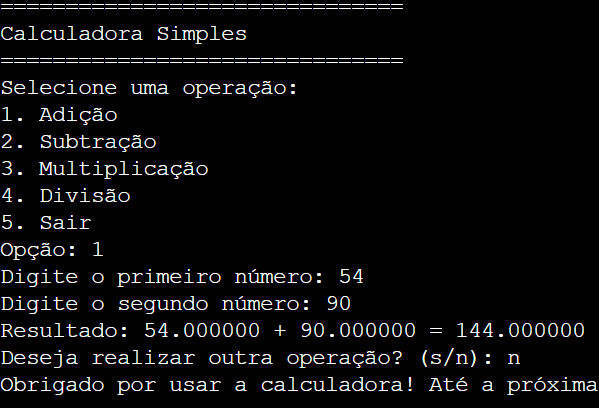 ===============================
Calculadora Simples
===============================
Selecione uma operação:
1. Adição
2. Subtração
3. Multiplicação
4. Divisão
5. Sair
Opção: 1
Digite o primeiro número: 54
Digite o segundo número: 90
Resultado: 54.000000 + 90.000000 = 144.000000
Deseja realizar outra operação? (s/n): n
Obrigado por usar a calculadora! Até a próxima